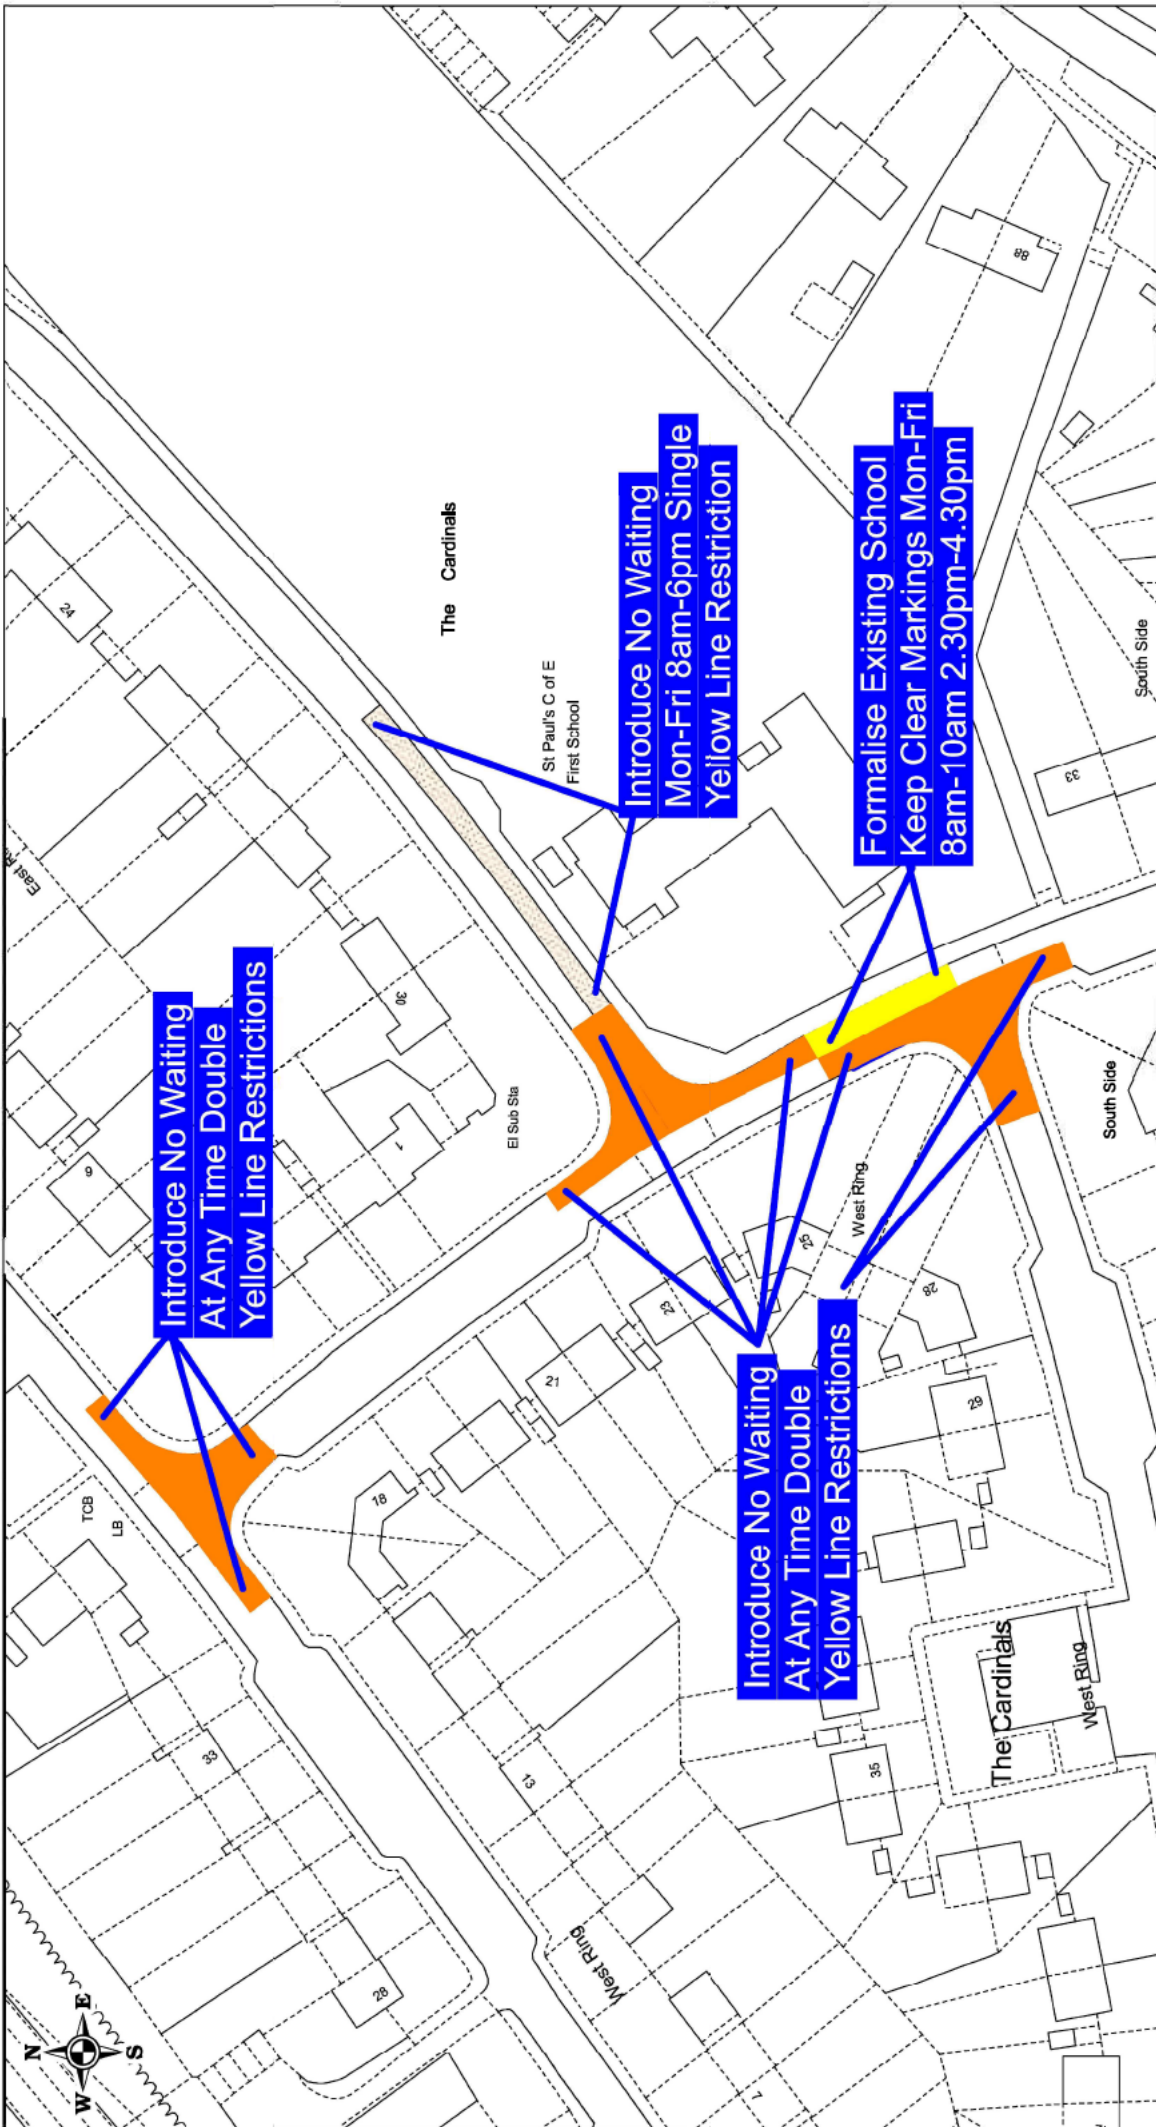 N
E
S
W
24
East Ri
The Cardinals
St Paul's C of E
First School
Introduce No Waiting
Mon-Fri 8am-6pm Single
Yellow Line Restriction
Formalise Existing School
Keep Clear Markings Mon-Fri
8am-10am 2.30pm-4.30pm
88
33
South Side
Introduce No Waiting
At Any Time Double
Yellow Line Restrictions
9
1
30
El Sub Sta
TCB
LB
18
21
23
25
West Ring
28
29
South Side
Introduce No Waiting
At Any Time Double
Yellow Line Restrictions
33
13
28
West Ring
7
35
The Cardinals
West Ring